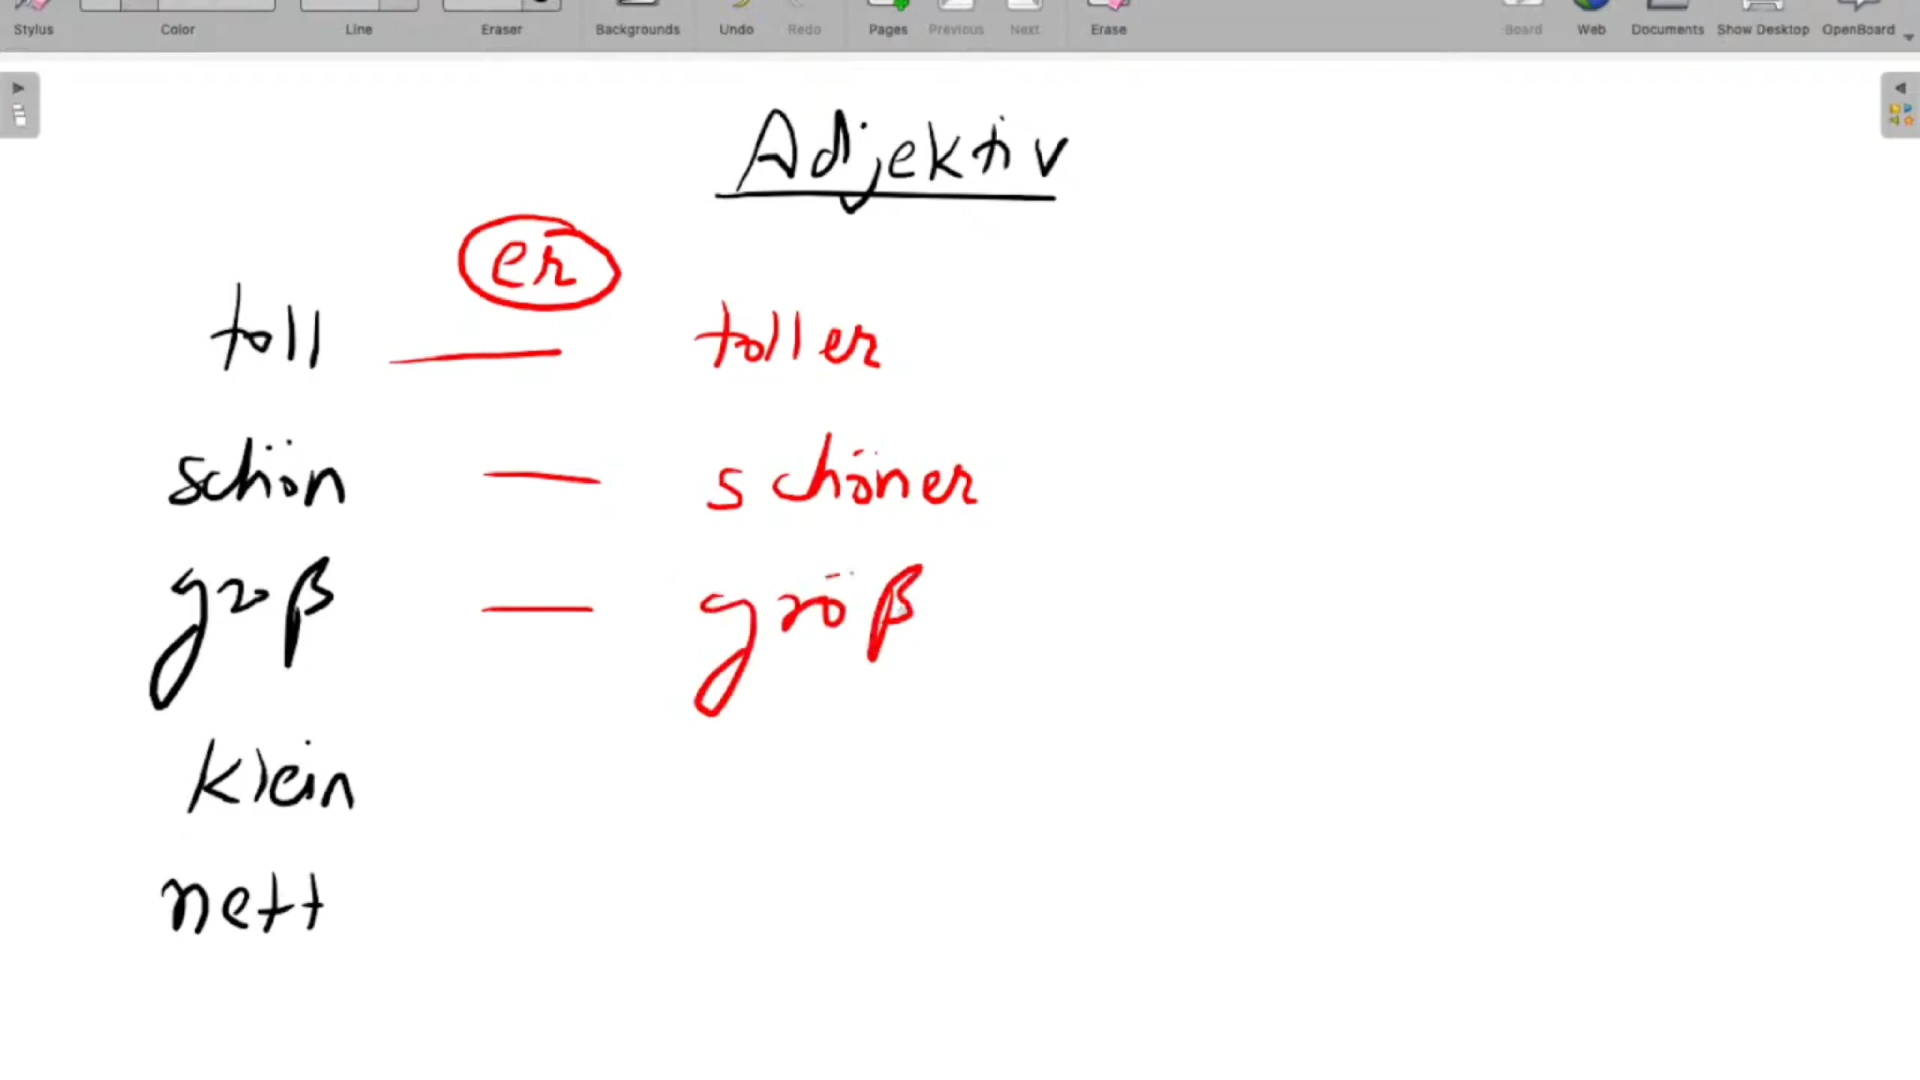 Stylus Color Line Eraser Backgrounds Undo Redo Pages Previous Next Erase Board Web Documents Show Desktop OpenBoard
Adjektiv
er
toll — toller
schön — schöner
groß — größ
klein
nett